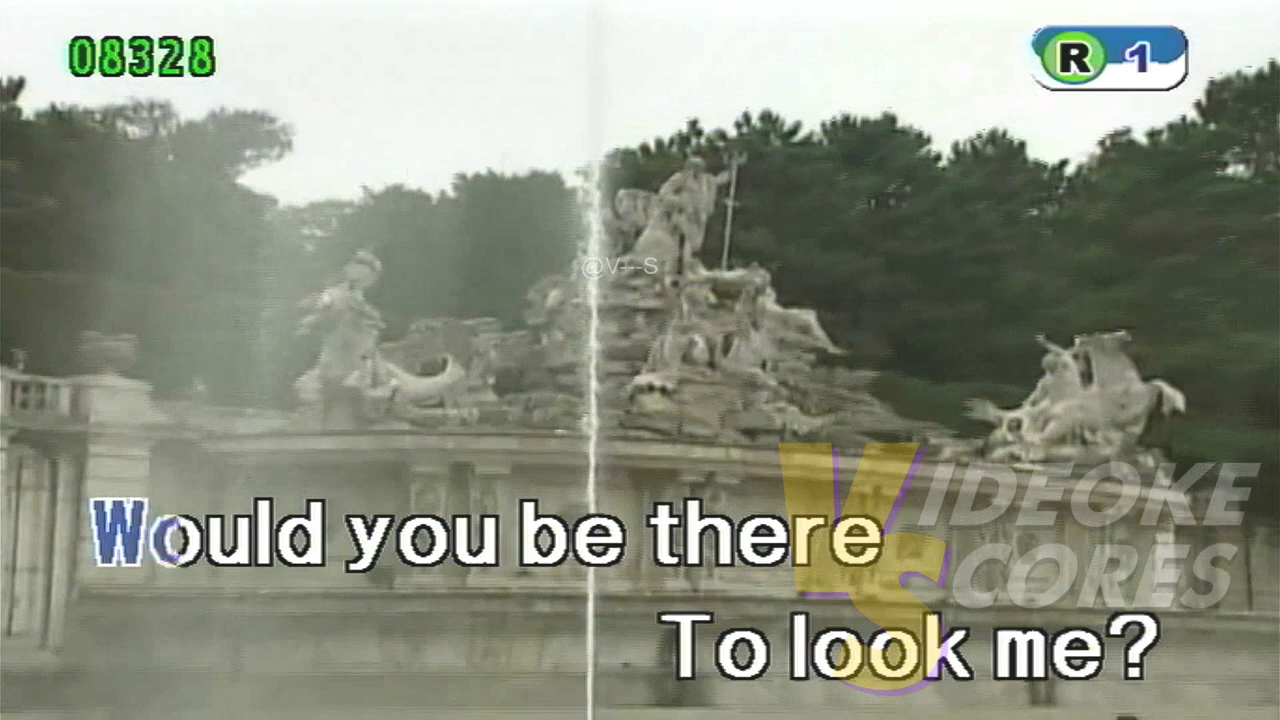 08328
R 1
@V---S
Would you be there
To look me?
VIDEOKE
SCORES